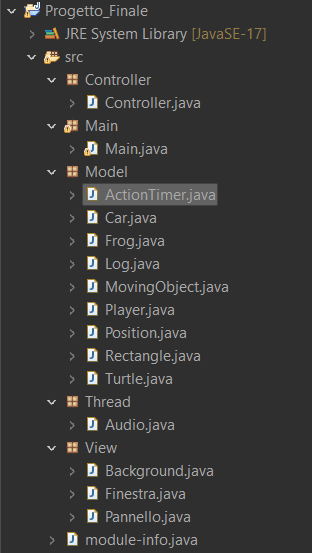 Progetto_Finale
JRE System Library [JavaSE-17]
src
Controller
Controller.java
Main
Main.java
Model
ActionTimer.java
Car.java
Frog.java
Log.java
MovingObject.java
Player.java
Position.java
Rectangle.java
Turtle.java
Thread
Audio.java
View
Background.java
Finestra.java
Pannello.java
module-info.java